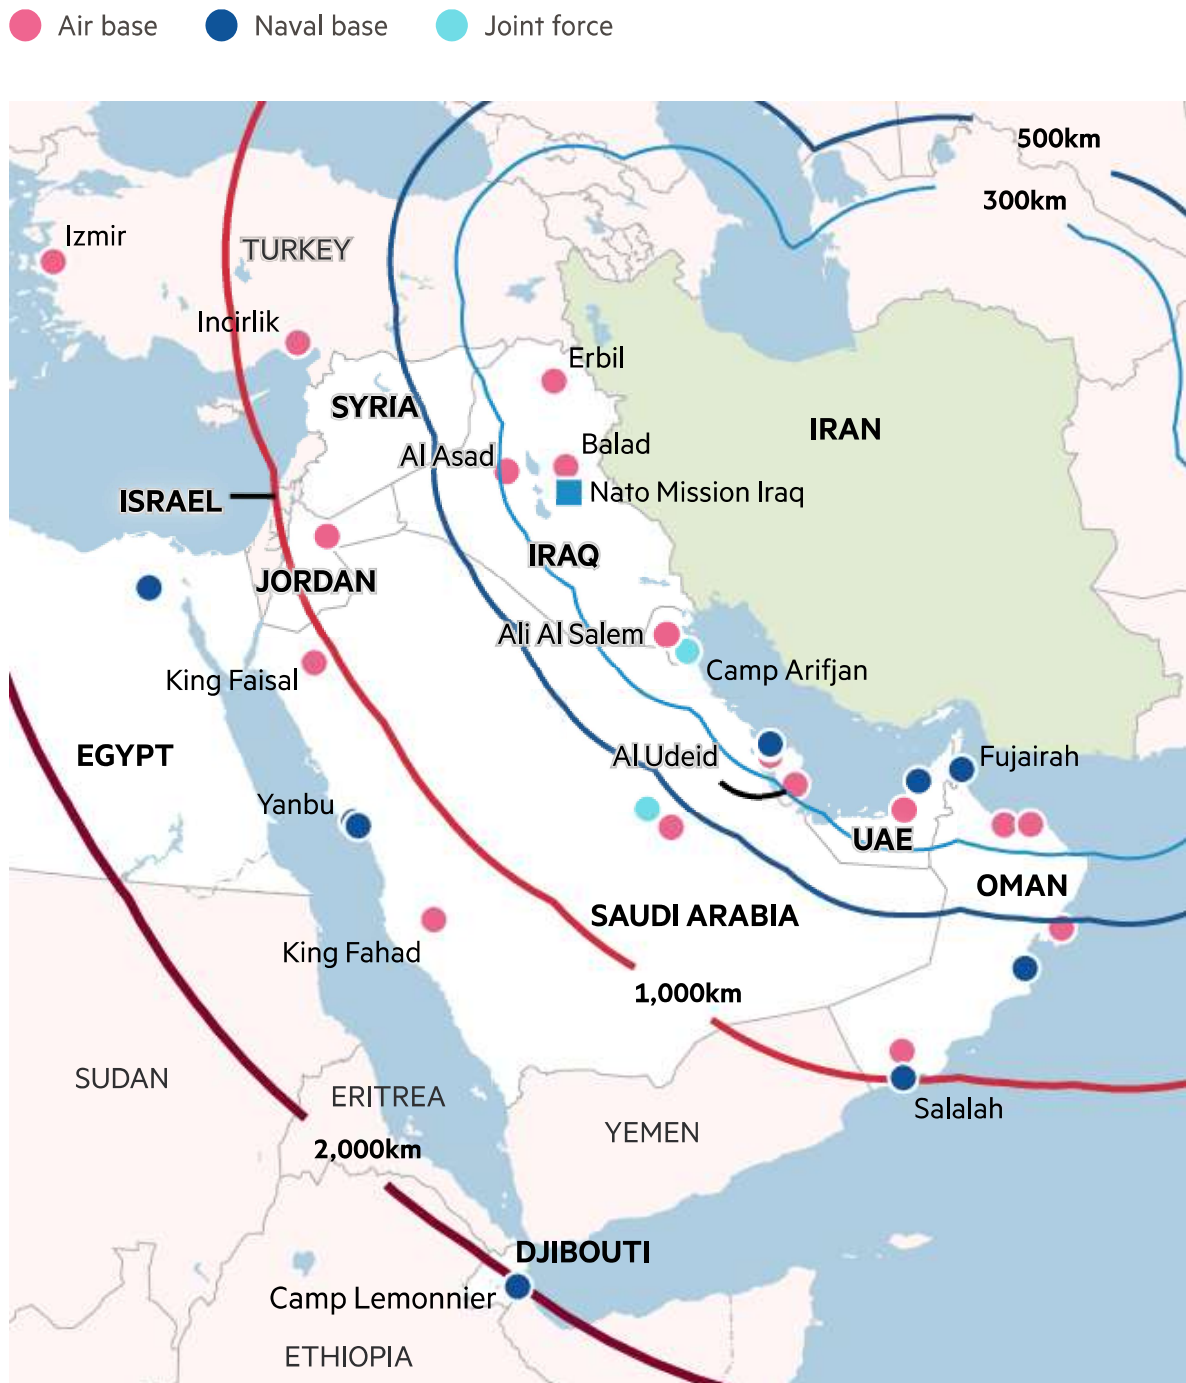 Air base
Naval base
Joint force
500km
300km
Izmir
TURKEY
Incirlik
Erbil
SYRIA
IRAN
Balad
Al Asad
Nato Mission Iraq
ISRAEL
IRAQ
JORDAN
Ali Al Salem
Camp Arifjan
King Faisal
EGYPT
Al Udeid
Fujairah
Yanbu
UAE
OMAN
SAUDI ARABIA
King Fahad
1,000km
SUDAN
ERITREA
Salalah
YEMEN
2,000km
DJIBOUTI
Camp Lemonnier
ETHIOPIA